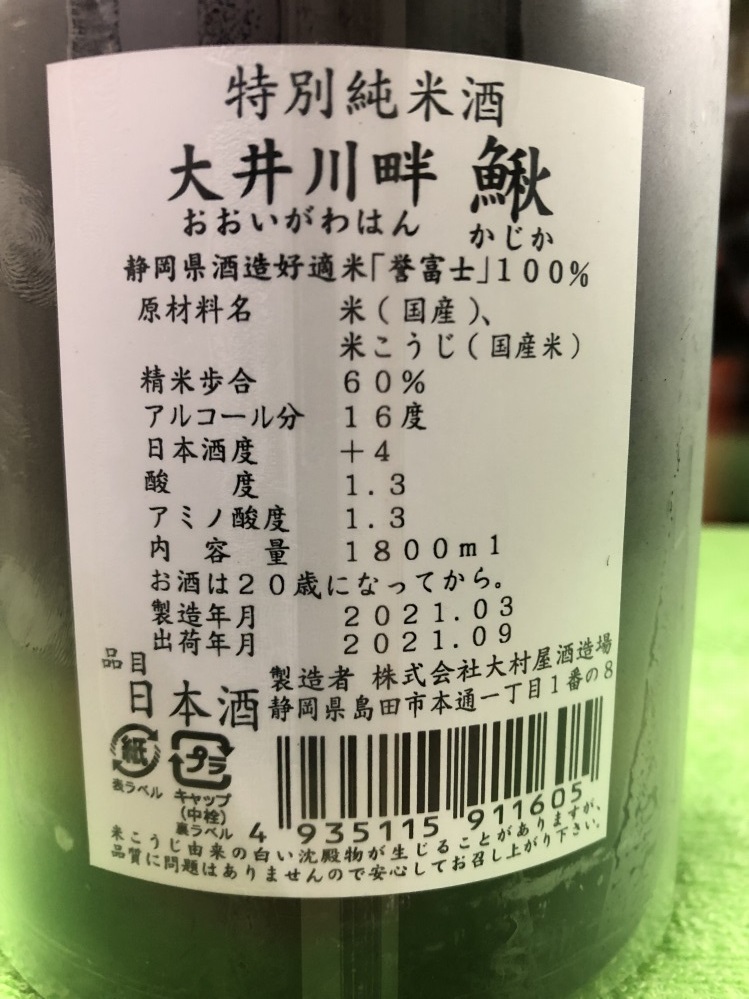 特別純米酒
大井川畔 鰍
おおいがわはん かじか
静岡県酒造好適米「誉富士」100%
原材料名 米(国産)、
米こうじ(国産米)
精米歩合 60%
アルコール分 16度
日本酒度 +4
酸度 1.3
アミノ酸度 1.3
内容量 1800ml
お酒は20歳になってから。
製造年月 2021.03
出荷年月 2021.09
品目
日本酒
製造者 株式会社大村屋酒造場
静岡県島田市本通一丁目1番の8
紙
表ラベル
プラ
キャップ
(中栓)
裏ラベル
4 935115 911605
米こうじ由来の白い沈殿物が生じることがありますが、
品質に問題はありませんので安心してお召し上がり下さい。